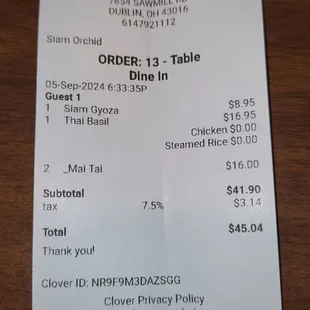 7654 SAWMILL RD
DUBLIN, OH 43016
6147921112
Siam Orchid
ORDER: 13 - Table
Dine In
05-Sep-2024 6:33:35P
Guest 1
1 Siam Gyoza $8.95
1 Thai Basil $16.95
Chicken $0.00
Steamed Rice $0.00
2 _Mai Tai $16.00
Subtotal $41.90
tax 7.5% $3.14
Total $45.04
Thank you!
Clover ID: NR9F9M3DAZSGG
Clover Privacy Policy